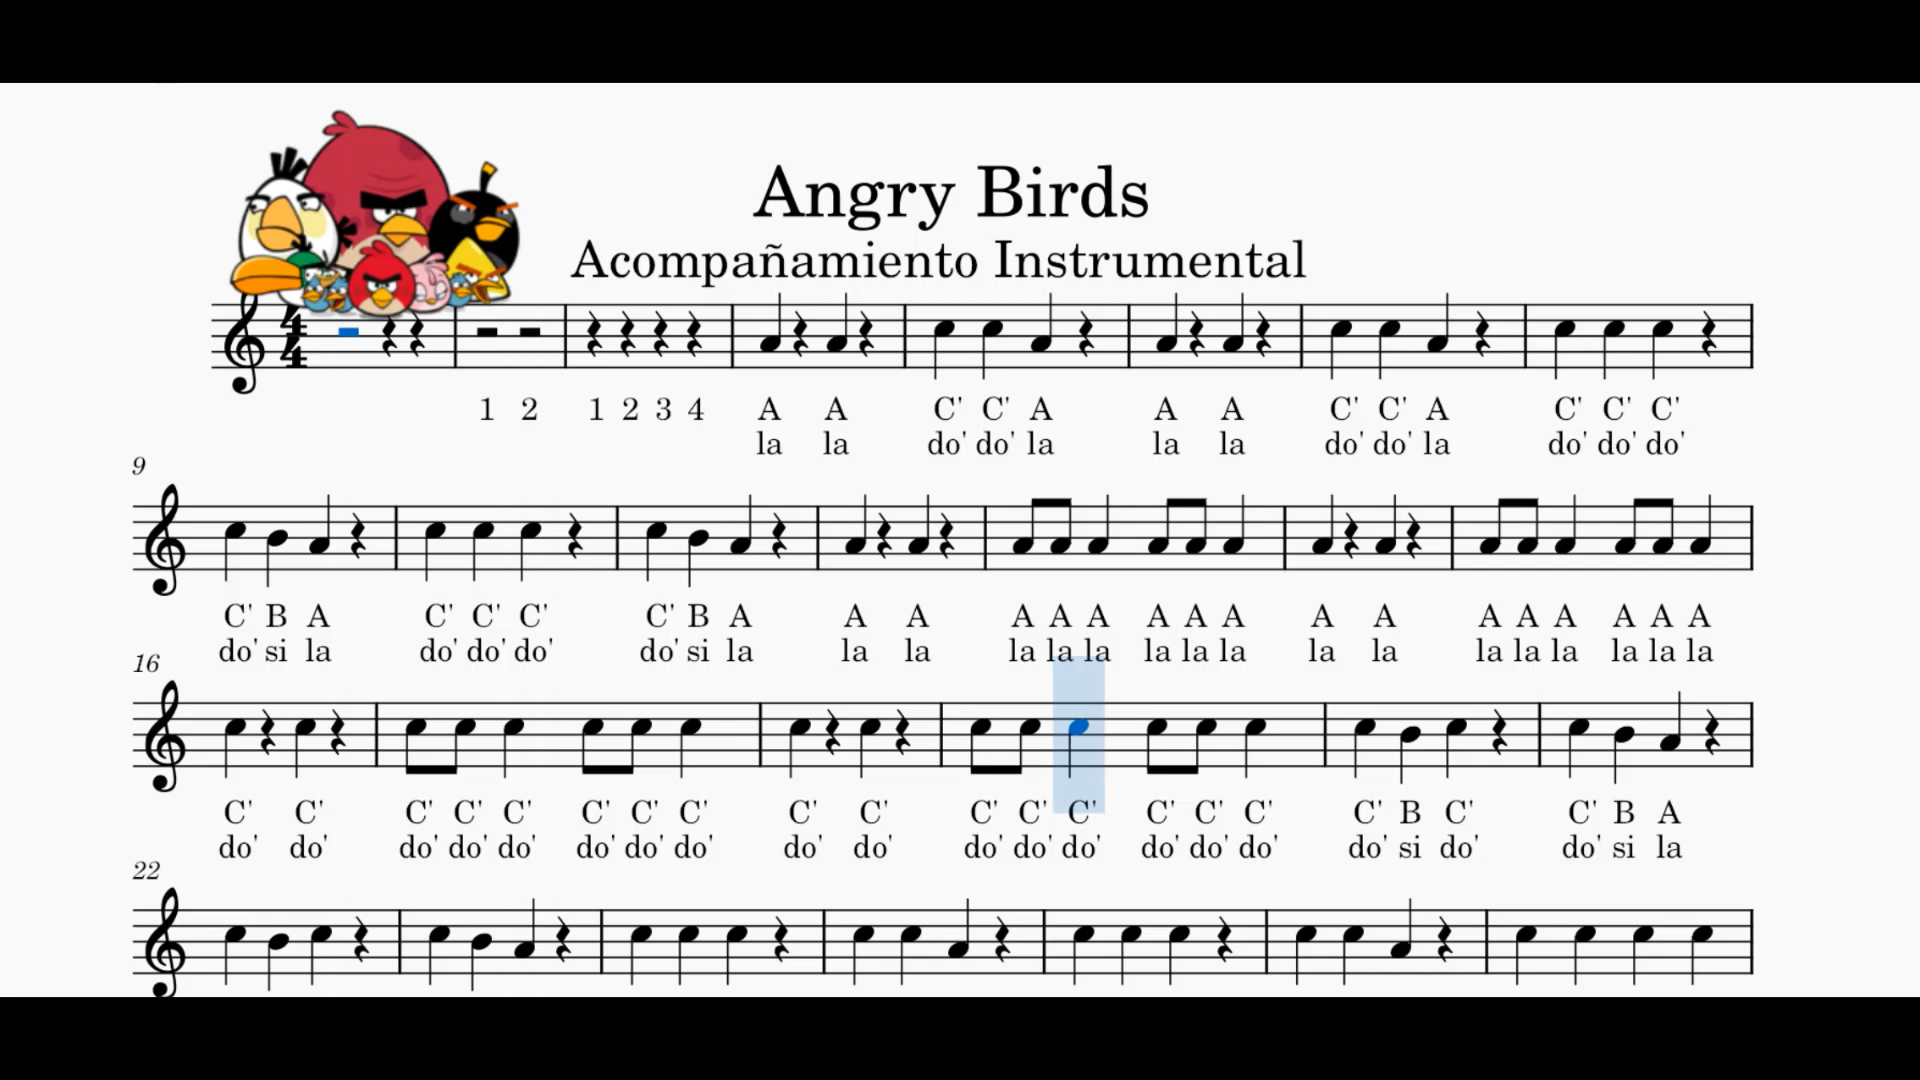 Angry Birds
Acompañamiento Instrumental
4
4
1 2 1 2 3 4 A A C' C' A A A C' C' A C' C' C'
la la do' do' la la la do' do' la do' do' do'
9
C' B A C' C' C' C' B A A A A A A A A A A A A A A A A A
do' si la do' do' do' do' si la la la la la la la la la la la la la la la la la
16
C' C' C' C' C' C' C' C' C' C' C' C' C' C' C' C' C' B C' C' B A
do' do' do' do' do' do' do' do' do' do' do' do' do' do' do' do' do' si do' do' si la
22